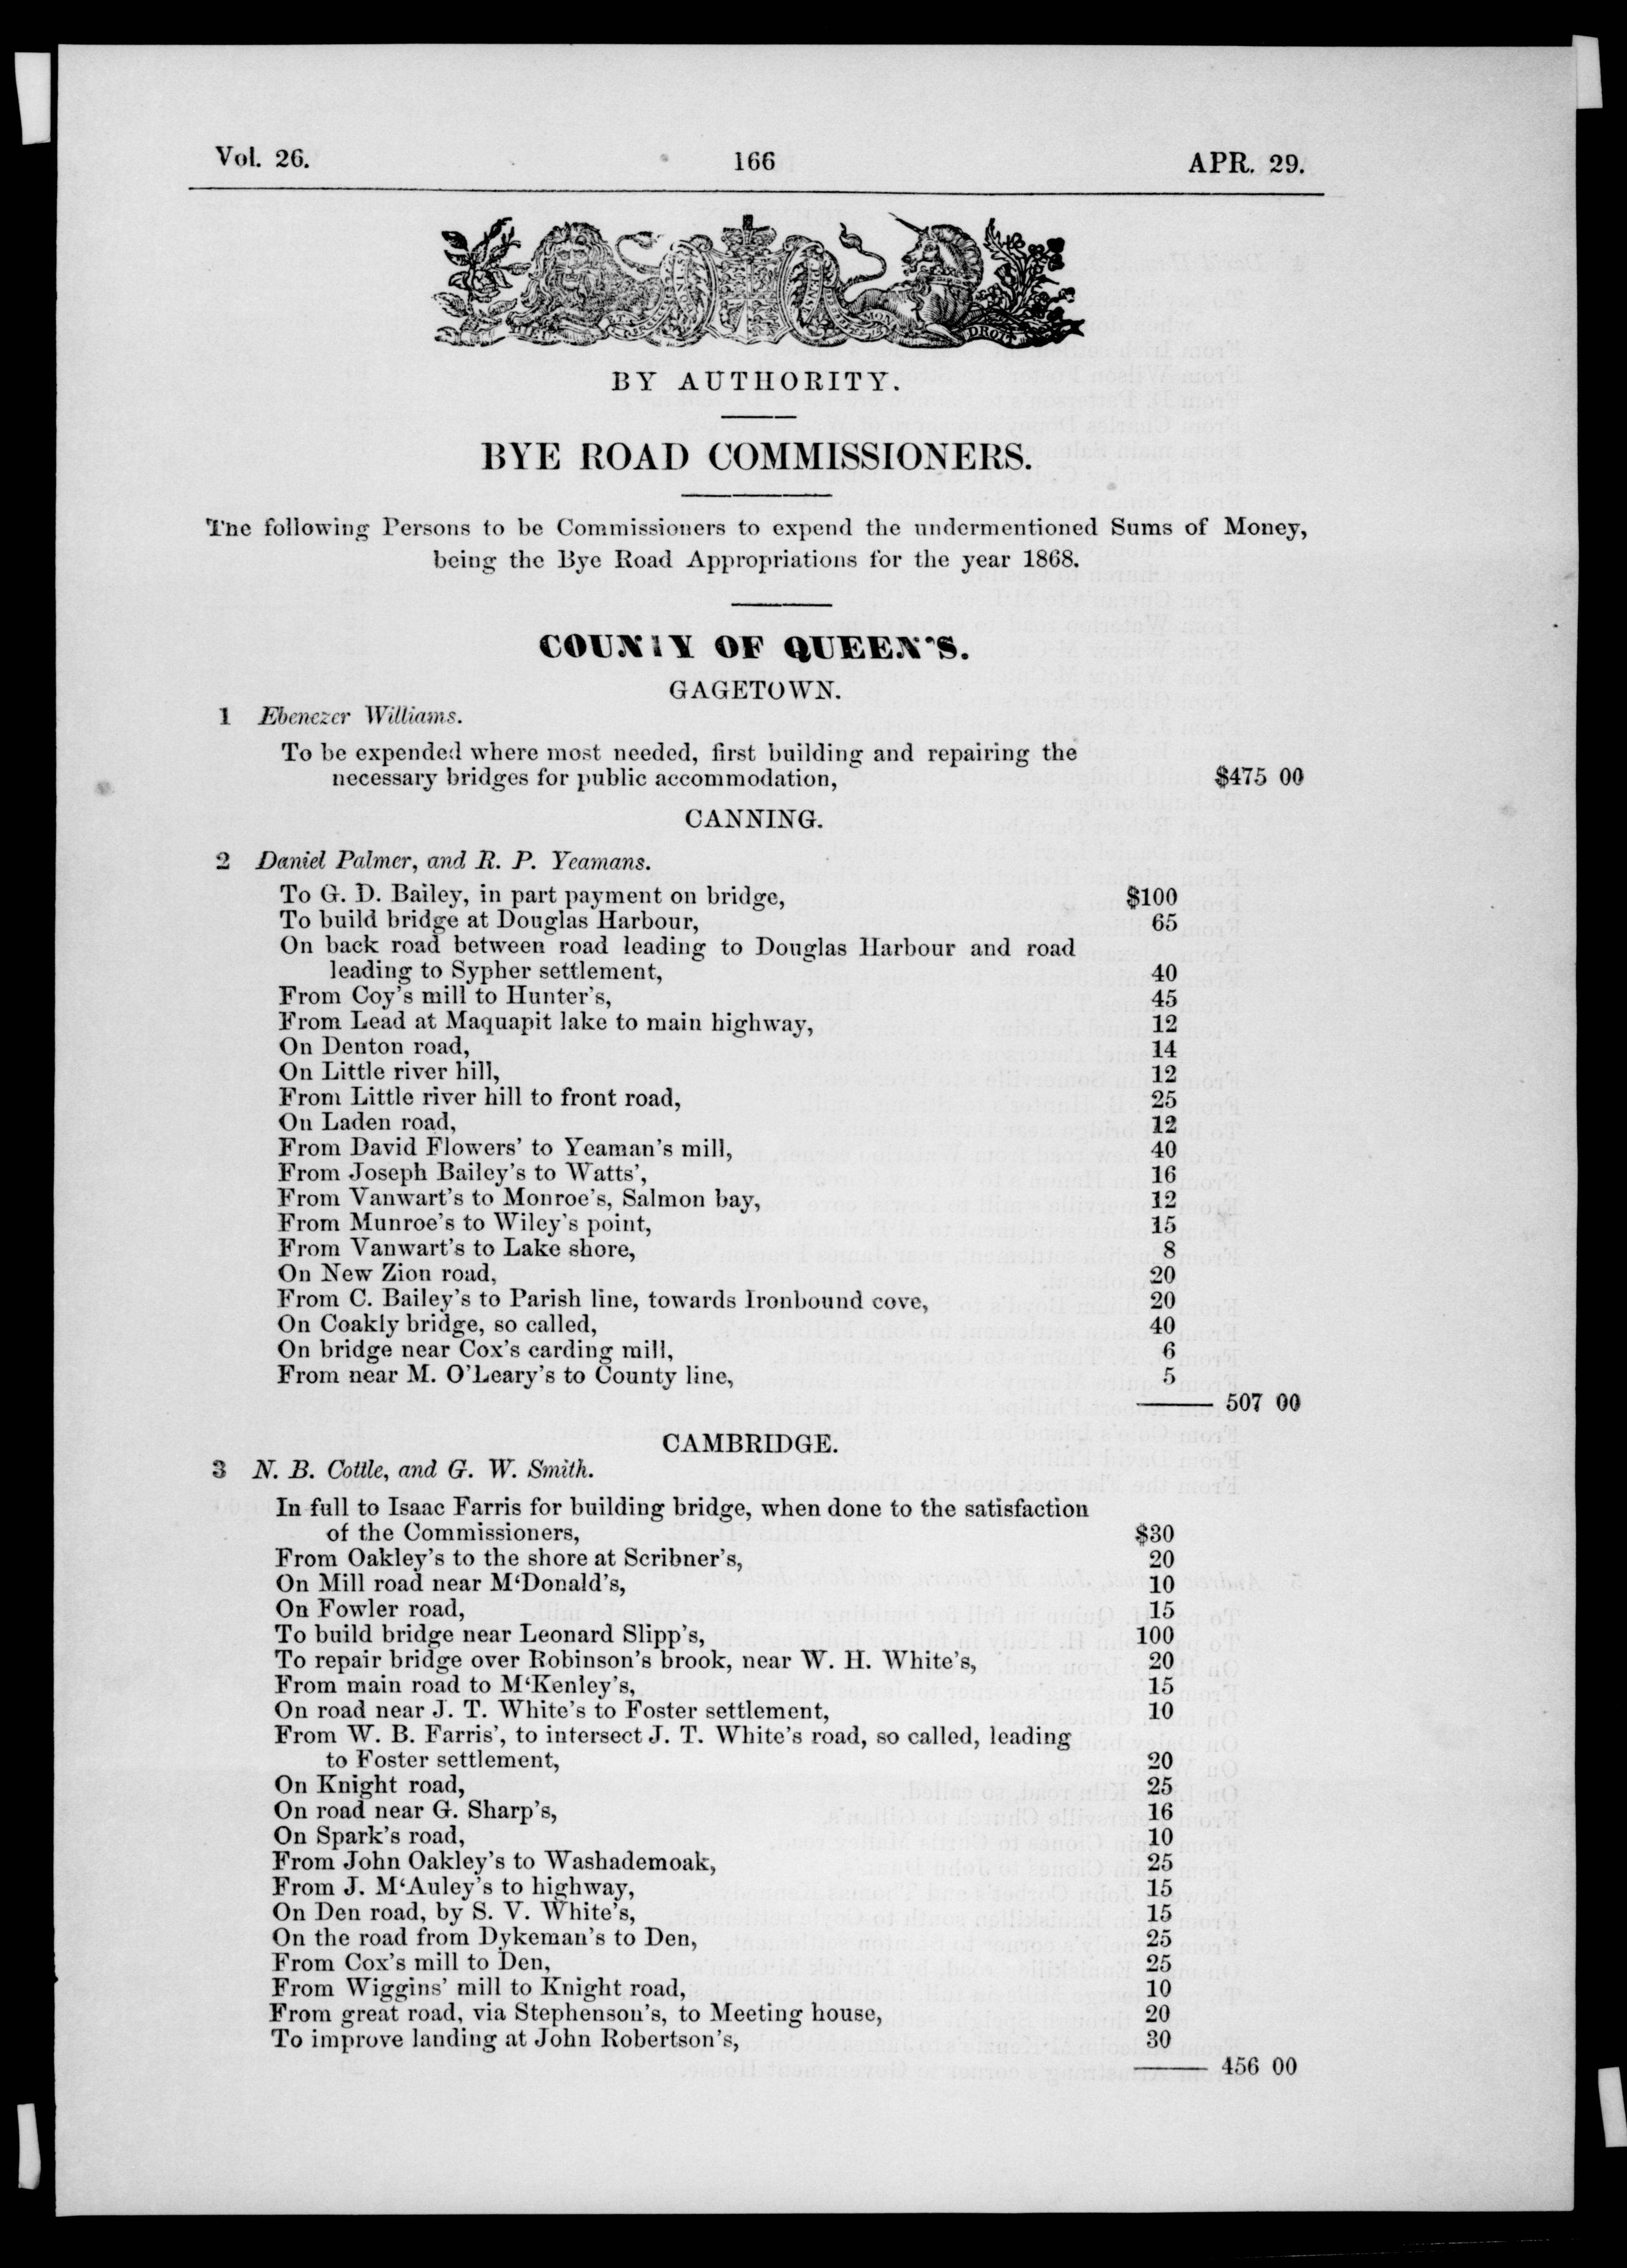 Vol. 26. 166 APR. 29.
DROIT
BY AUTHORITY.
BYE ROAD COMMISSIONERS.
The following Persons to be Commissioners to expend the undermentioned Sums of Money,
being the Bye Road Appropriations for the year 1868.
COUNTY OF QUEEN'S.
GAGETOWN.
1 Ebenezer Williams.
To be expended where most needed, first building and repairing the
necessary bridges for public accommodation, $475 00
CANNING.
2 Daniel Palmer, and R. P. Yeamans.
To G. D. Bailey, in part payment on bridge, $100
To build bridge at Douglas Harbour, 65
On back road between road leading to Douglas Harbour and road
leading to Sypher settlement, 40
From Coy's mill to Hunter's, 45
From Lead at Maquapit lake to main highway, 12
On Denton road, 14
On Little river hill, 12
From Little river hill to front road, 25
On Laden road, 12
From David Flowers' to Yeaman's mill, 40
From Joseph Bailey's to Watts', 16
From Vanwart's to Monroe's, Salmon bay, 12
From Munroe's to Wiley's point, 15
From Vanwart's to Lake shore, 8
On New Zion road, 20
From C. Bailey's to Parish line, towards Ironbound cove, 20
On Coakly bridge, so called, 40
On bridge near Cox's carding mill, 6
From near M. O'Leary's to County line, 5
507 00
CAMBRIDGE.
3 N. B. Cottle, and G. W. Smith.
In full to Isaac Farris for building bridge, when done to the satisfaction
of the Commissioners, $30
From Oakley's to the shore at Scribner's, 20
On Mill road near M‘Donald's, 10
On Fowler road, 15
To build bridge near Leonard Slipp's, 100
To repair bridge over Robinson's brook, near W. H. White's, 20
From main road to M‘Kenley's, 15
On road near J. T. White's to Foster settlement, 10
From W. B. Farris', to intersect J. T. White's road, so called, leading
to Foster settlement, 20
On Knight road, 25
On road near G. Sharp's, 16
On Spark's road, 10
From John Oakley's to Washademoak, 25
From J. M‘Auley's to highway, 15
On Den road, by S. V. White's, 15
On the road from Dykeman's to Den, 25
From Cox's mill to Den, 25
From Wiggins' mill to Knight road, 10
From great road, via Stephenson's, to Meeting house, 20
To improve landing at John Robertson's, 30
456 00